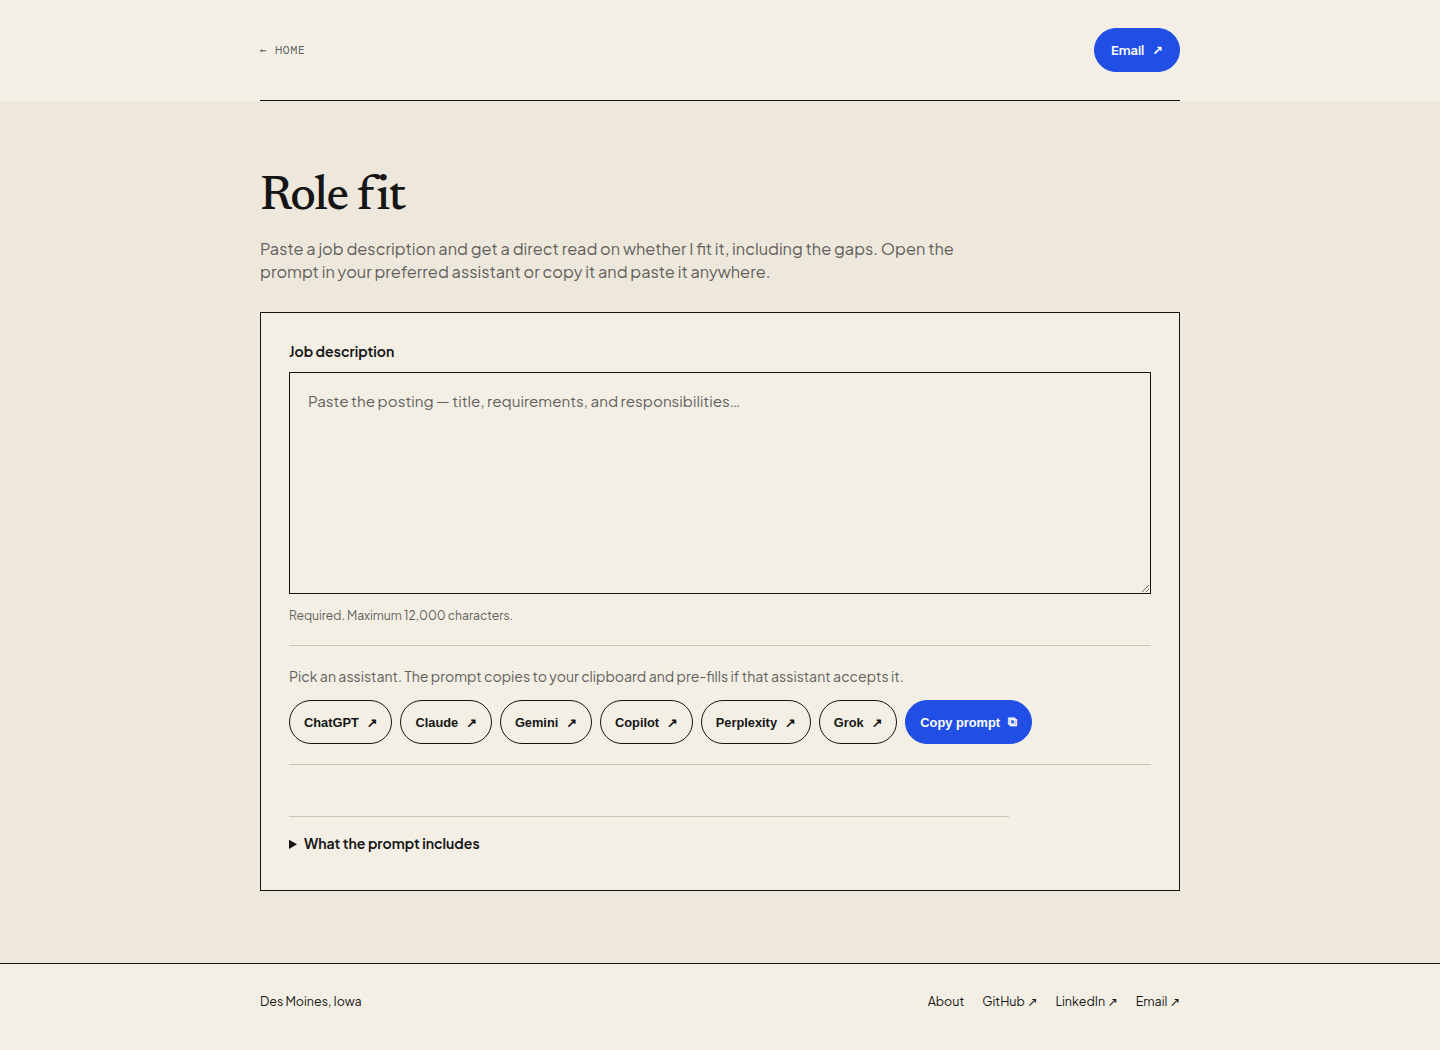 ← HOME
Email ↗
Role fit
Paste a job description and get a direct read on whether I fit it, including the gaps. Open the
prompt in your preferred assistant or copy it and paste it anywhere.
Job description
Paste the posting — title, requirements, and responsibilities…
Required. Maximum 12,000 characters.
Pick an assistant. The prompt copies to your clipboard and pre-fills if that assistant accepts it.
ChatGPT ↗ Claude ↗ Gemini ↗ Copilot ↗ Perplexity ↗ Grok ↗ Copy prompt ⧉
▶ What the prompt includes
Des Moines, Iowa
About GitHub ↗ LinkedIn ↗ Email ↗